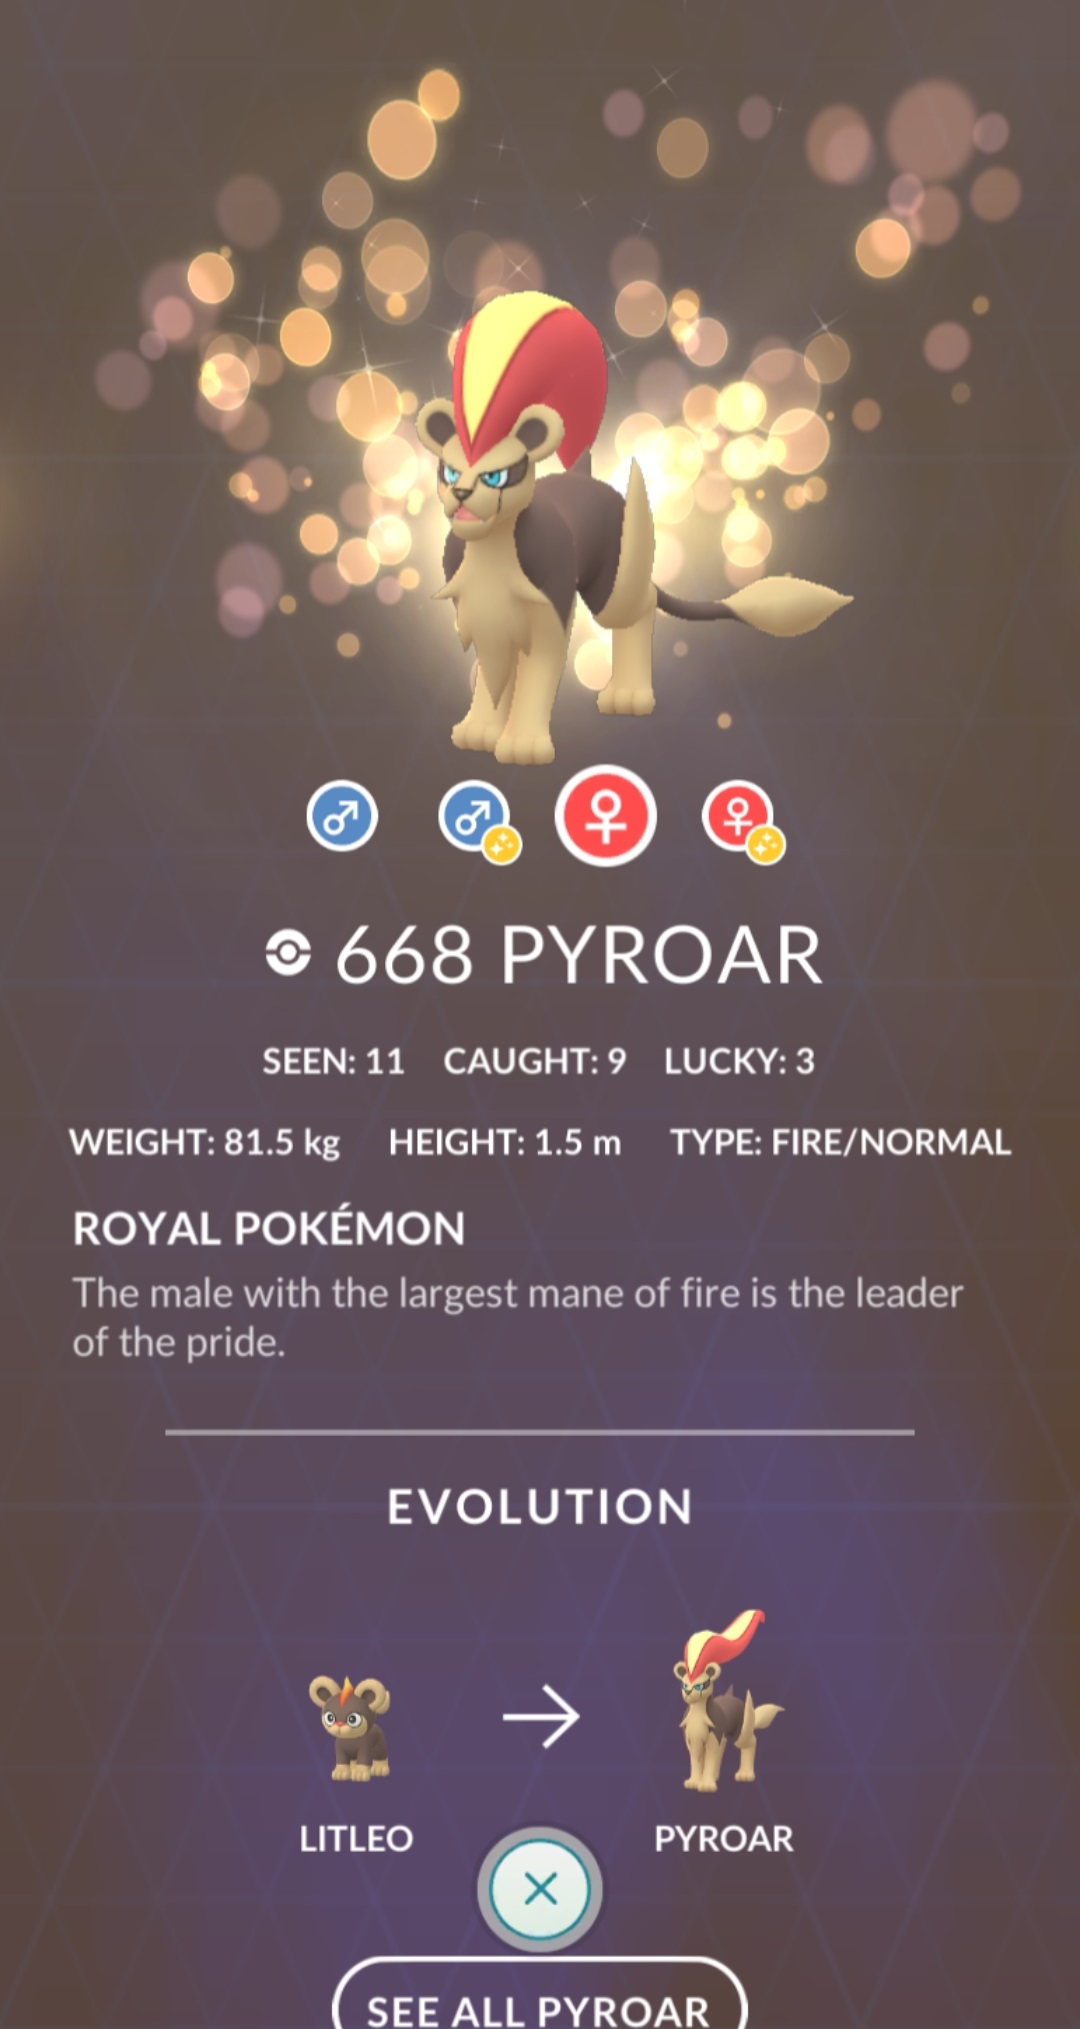 668 PYROAR
SEEN: 11 CAUGHT: 9 LUCKY: 3
WEIGHT: 81.5 kg HEIGHT: 1.5 m TYPE: FIRE/NORMAL
ROYAL POKÉMON
The male with the largest mane of fire is the leader
of the pride.
EVOLUTION
LITLEO PYROAR
SEE ALL PYROAR